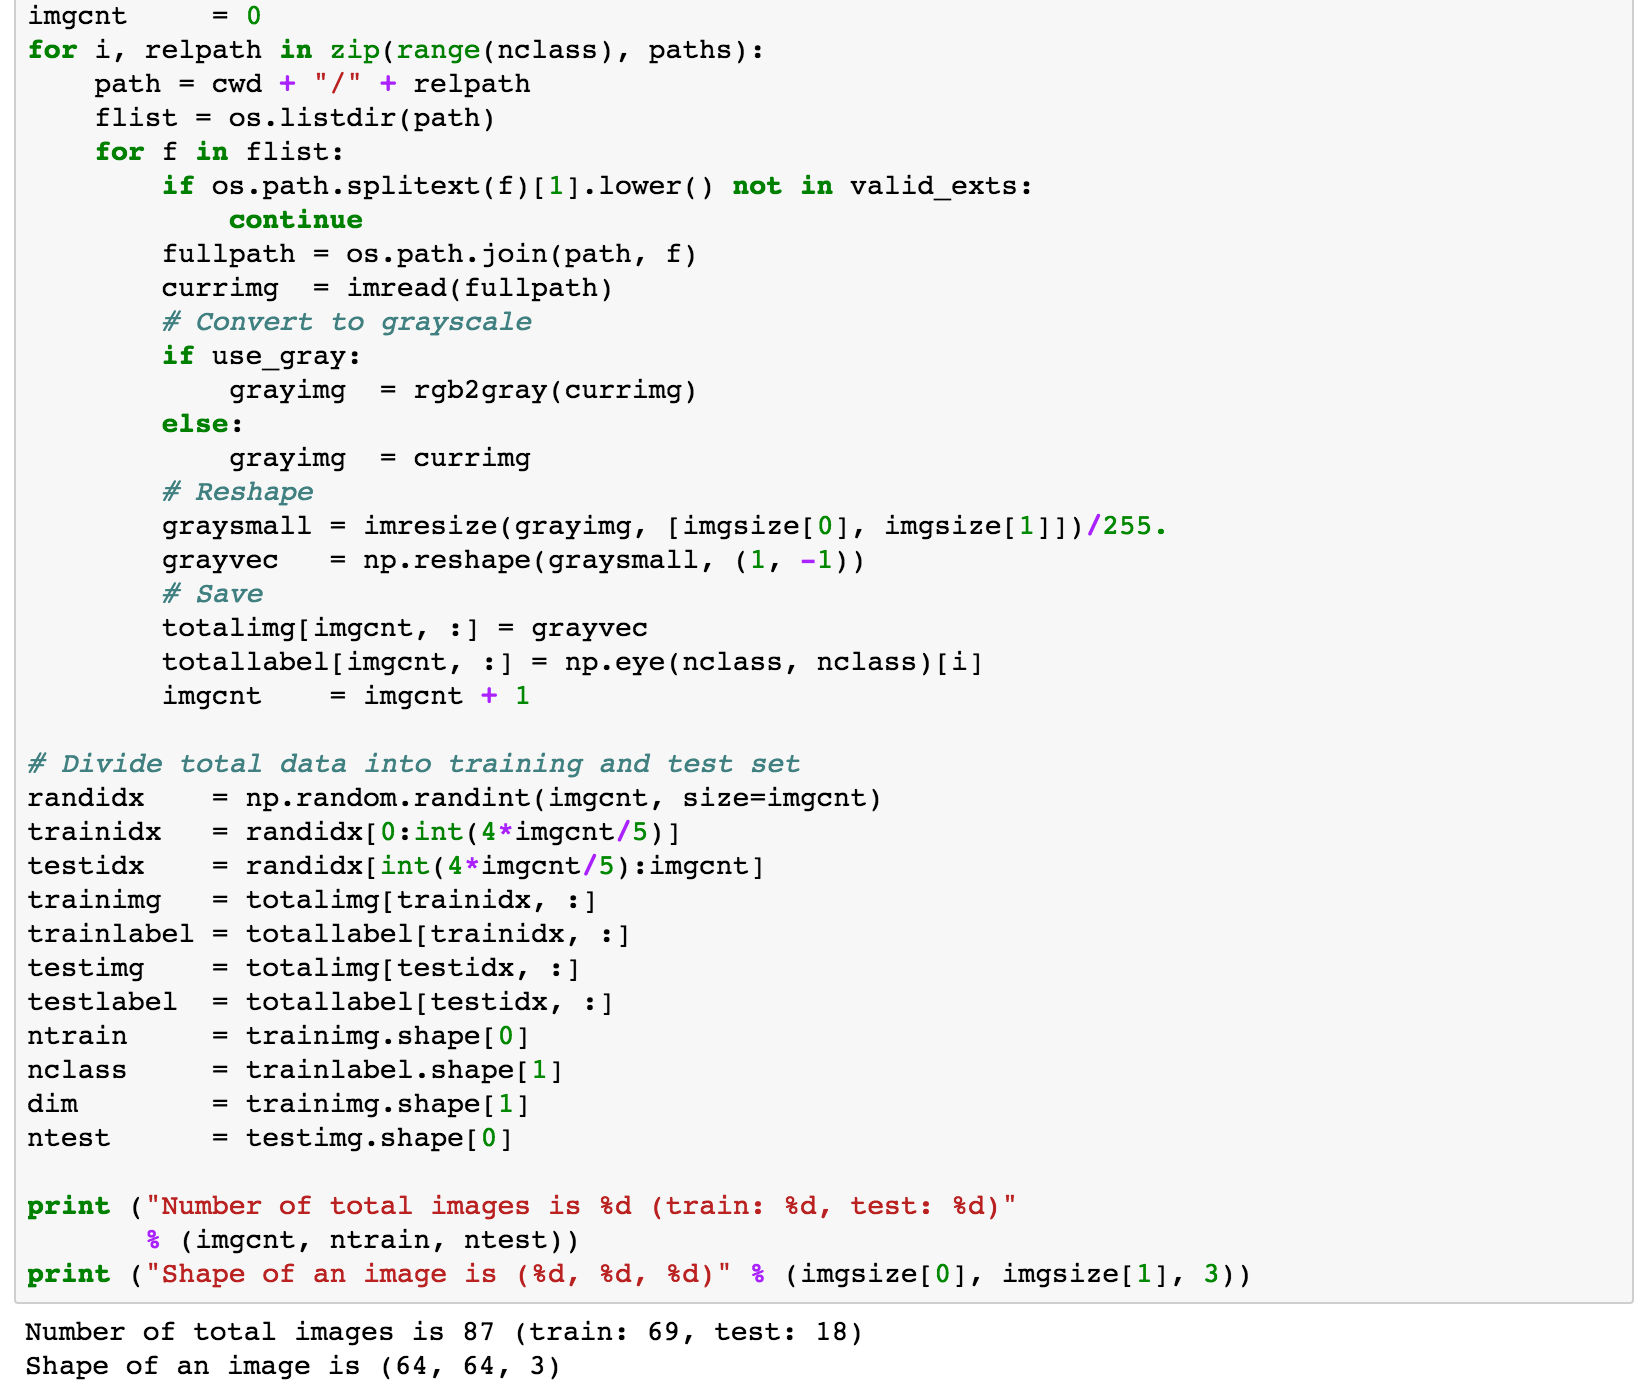 imgcnt     = 0
for i, relpath in zip(range(nclass), paths):
    path = cwd + "/" + relpath
    flist = os.listdir(path)
    for f in flist:
        if os.path.splitext(f)[1].lower() not in valid_exts:
            continue
        fullpath = os.path.join(path, f)
        currimg  = imread(fullpath)
        # Convert to grayscale
        if use_gray:
            grayimg  = rgb2gray(currimg)
        else:
            grayimg  = currimg
        # Reshape
        graysmall = imresize(grayimg, [imgsize[0], imgsize[1]])/255.
        grayvec   = np.reshape(graysmall, (1, -1))
        # Save
        totalimg[imgcnt, :] = grayvec
        totallabel[imgcnt, :] = np.eye(nclass, nclass)[i]
        imgcnt    = imgcnt + 1

# Divide total data into training and test set
randidx    = np.random.randint(imgcnt, size=imgcnt)
trainidx   = randidx[0:int(4*imgcnt/5)]
testidx    = randidx[int(4*imgcnt/5):imgcnt]
trainimg   = totalimg[trainidx, :]
trainlabel = totallabel[trainidx, :]
testimg    = totalimg[testidx, :]
testlabel  = totallabel[testidx, :]
ntrain     = trainimg.shape[0]
nclass     = trainlabel.shape[1]
dim        = trainimg.shape[1]
ntest      = testimg.shape[0]

print ("Number of total images is %d (train: %d, test: %d)"
       % (imgcnt, ntrain, ntest))
print ("Shape of an image is (%d, %d, %d)" % (imgsize[0], imgsize[1], 3))
Number of total images is 87 (train: 69, test: 18)
Shape of an image is (64, 64, 3)